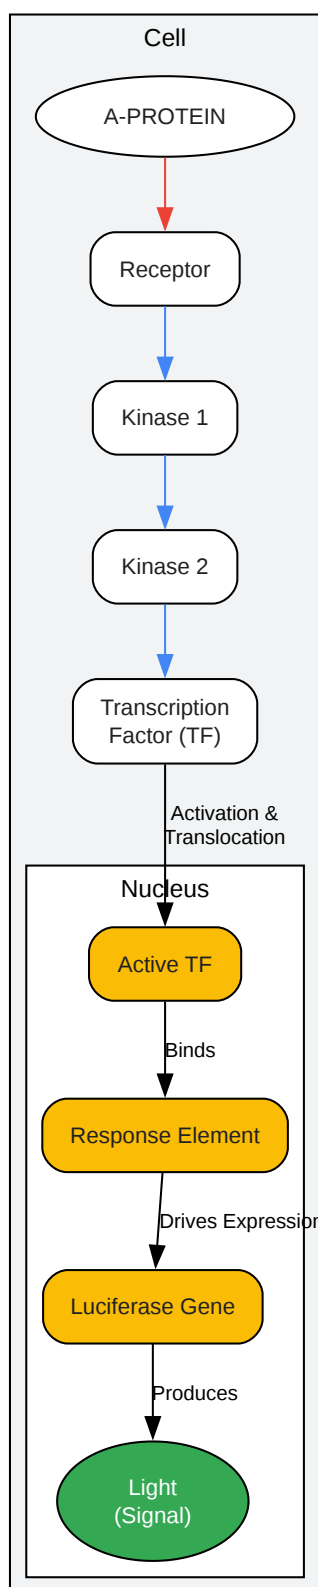 Cell
A-PROTEIN
Receptor
Kinase 1
Kinase 2
Transcription
Factor (TF)
Activation &
Translocation
Nucleus
Active TF
Binds
Response Element
Drives Expression
Luciferase Gene
Produces
Light
(Signal)